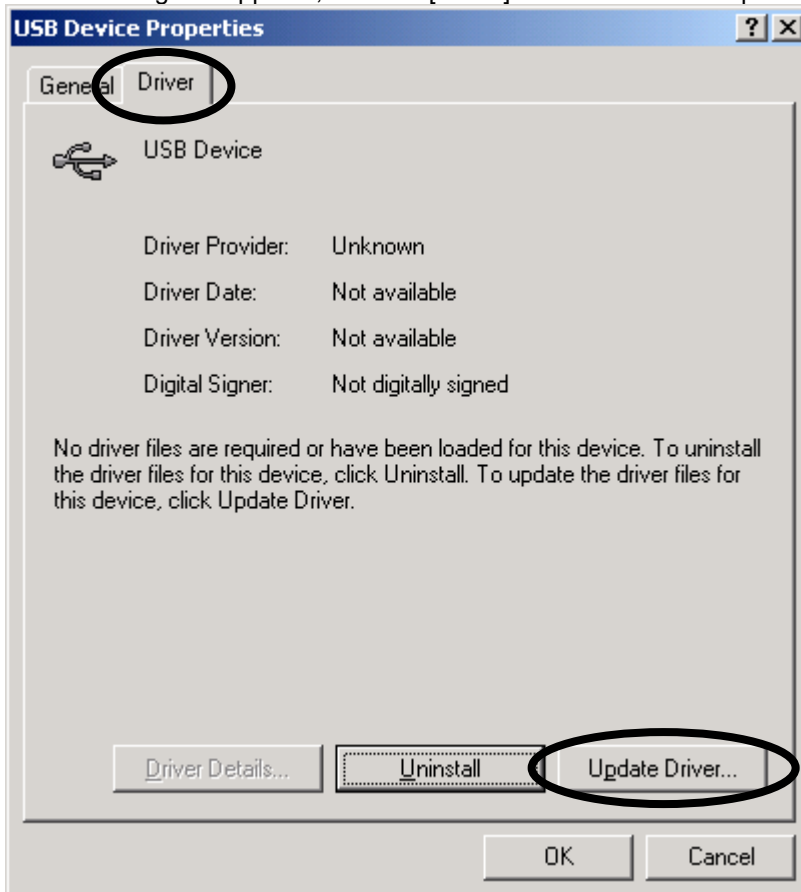 USB Device Properties
General Driver
USB Device
Driver Provider: Unknown
Driver Date: Not available
Driver Version: Not available
Digital Signer: Not digitally signed
No driver files are required or have been loaded for this device. To uninstall
the driver files for this device, click Uninstall. To update the driver files for
this device, click Update Driver.
Driver Details... Uninstall Update Driver...
OK Cancel